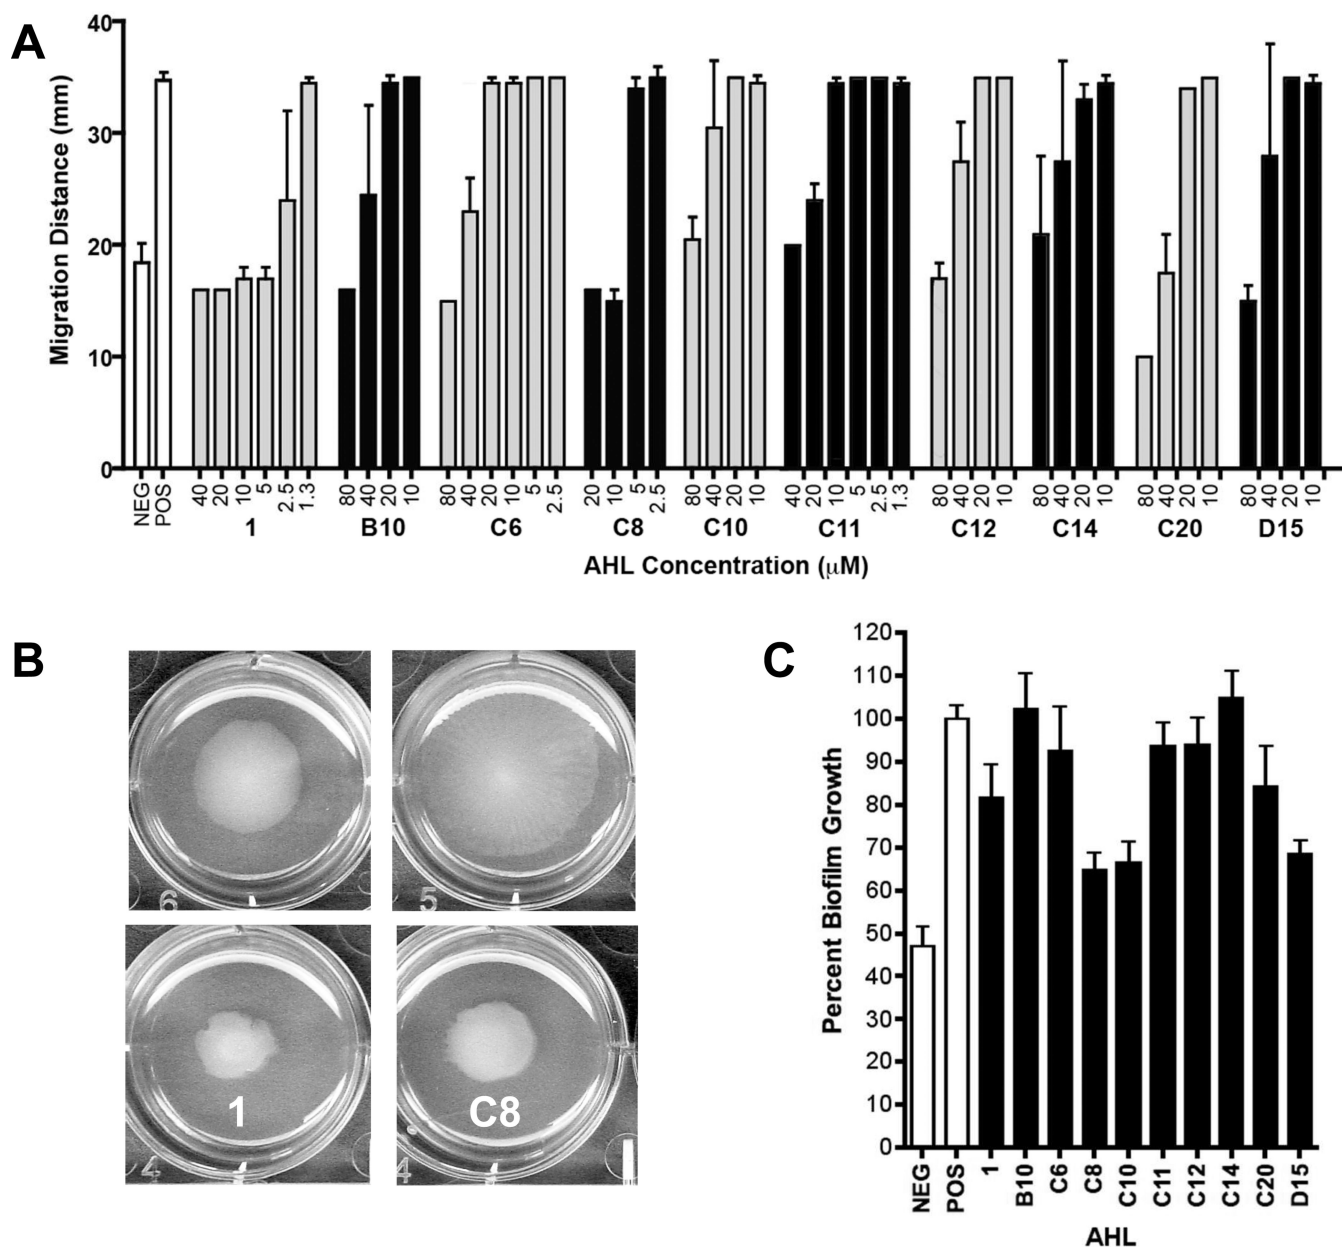 A
Migration Distance (mm)
40
30
20
10
0
NEG POS 40 20 10 5 2.5 1.3 80 40 20 10 80 40 20 10 5 2.5 20 10 5 2.5 80 40 20 10 40 20 10 5 2.5 1.3 80 40 20 10 80 40 20 10 80 40 20 10 80 40 20 10
1 B10 C6 C8 C10 C11 C12 C14 C20 D15
AHL Concentration (μM)
B
6 5
1 C8
4 4
C
Percent Biofilm Growth
120
110
100
90
80
70
60
50
40
30
20
10
0
NEG POS 1 B10 C6 C8 C10 C11 C12 C14 C20 D15
AHL